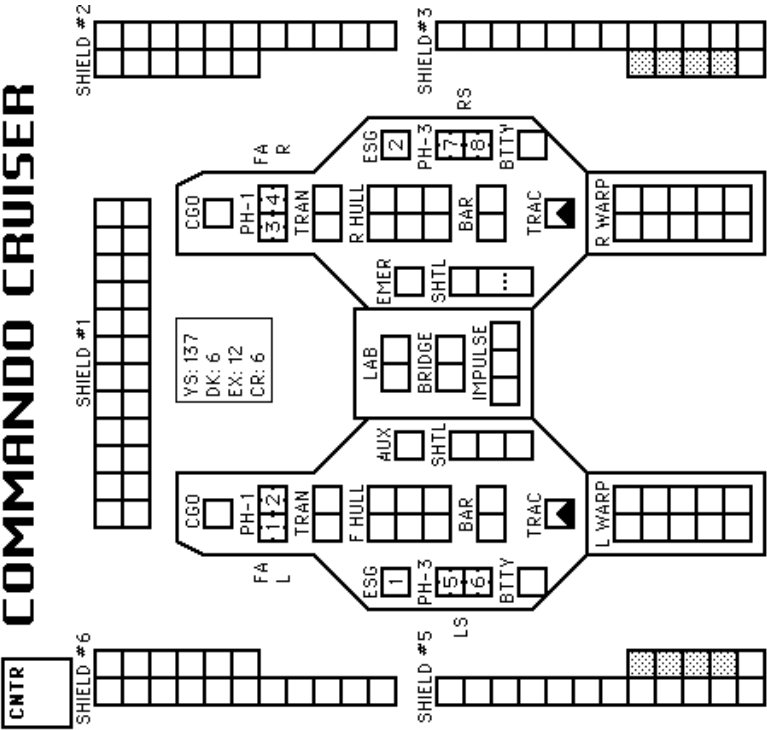 CNTR
COMMANDO CRUISER
SHIELD #6
SHIELD #1
SHIELD #2
CGO
YS: 137
DK: 6
EX: 12
CR: 6
CGO
FA
L
PH-1
1 2
PH-1
3 4
FA
R
TRAN
TRAN
ESG
1
F HULL
AUX
LAB
EMER
R HULL
ESG
2
PH-3
5
6
LS
SHTL
BRIDGE
SHTL
...
PH-3
7
8
RS
SHIELD #5
BAR
IMPULSE
BAR
SHIELD #3
BTTY
TRAC
TRAC
BTTY
L WARP
R WARP